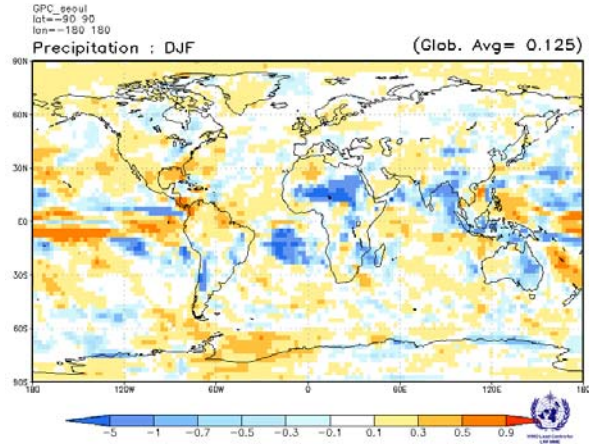 GPC_seoul
lat=-90 90
lon=-180 180
Precipitation : DJF (Glob. Avg= 0.125)
90N
60N
30N
EQ
30S
60S
90S
180 120W 60W 0 60E 120E 180
-5 -1 -0.7 -0.5 -0.3 -0.1 0.1 0.3 0.5 0.9